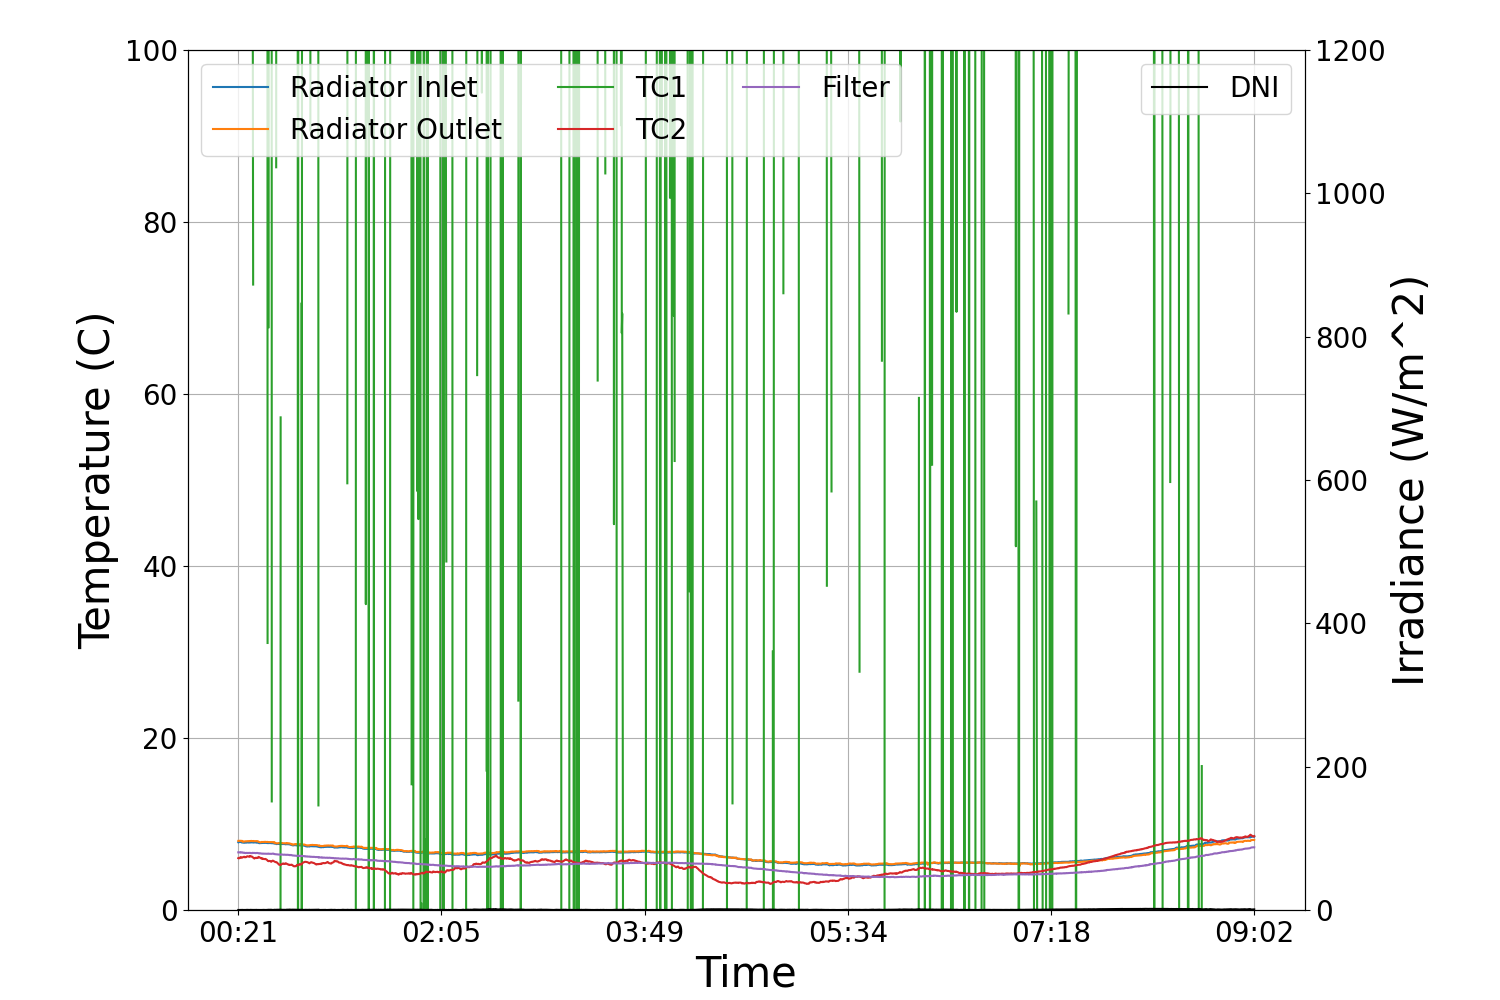 100
80
60
40
20
0
Temperature (C)
Radiator Inlet
Radiator Outlet
TC1
TC2
Filter
DNI
1200
1000
800
600
400
200
0
Irradiance (W/m^2)
00:21 02:05 03:49 05:34 07:18 09:02
Time